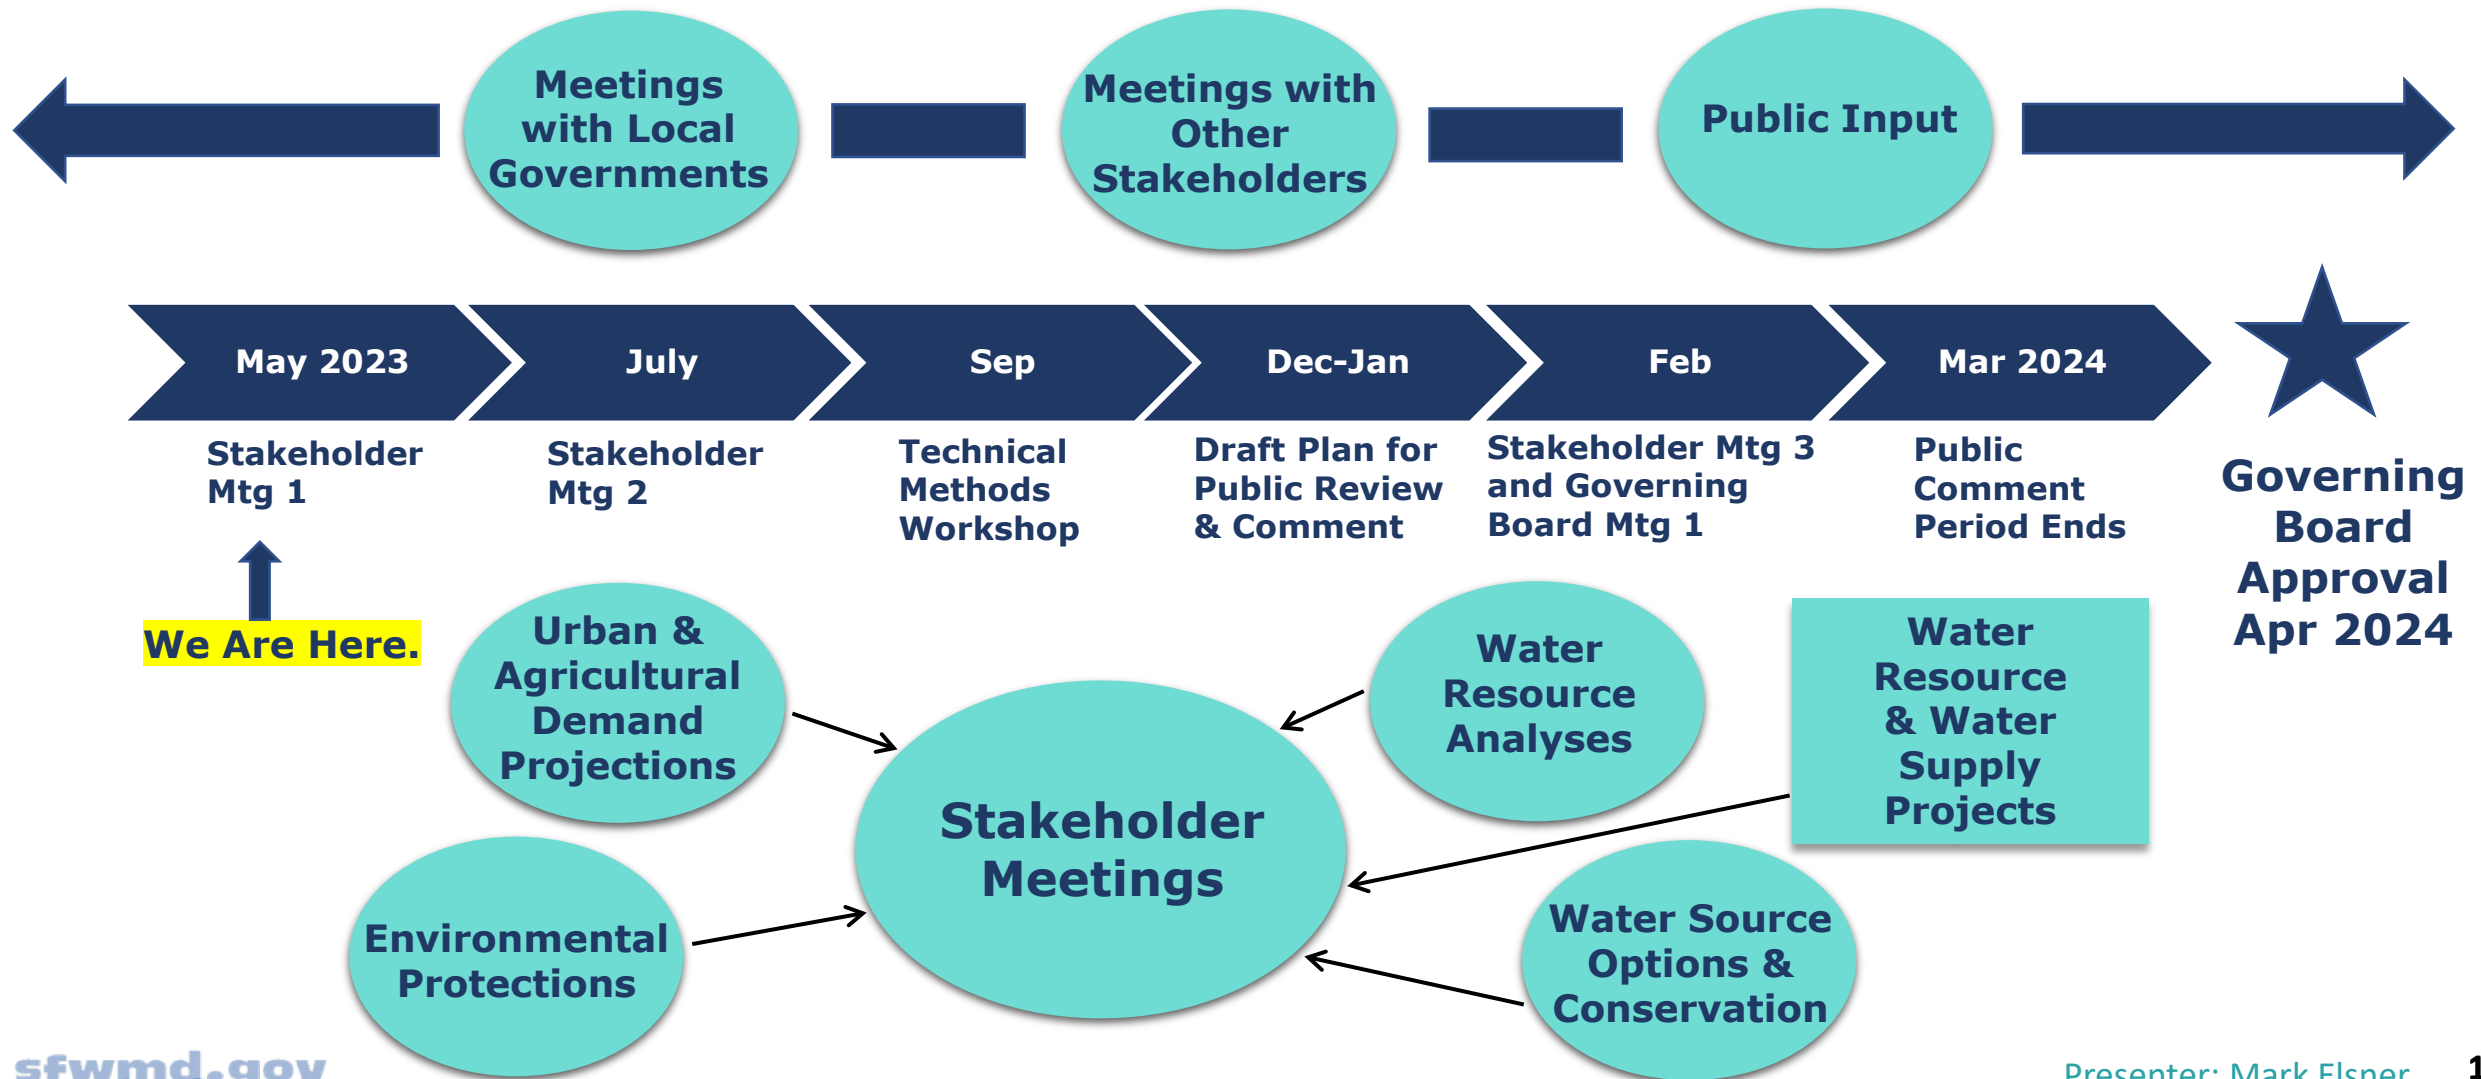 Meetings
with Local
Governments
Meetings with
Other
Stakeholders
Public Input
May 2023
July
Sep
Dec-Jan
Feb
Mar 2024
Stakeholder
Mtg 1
Stakeholder
Mtg 2
Technical
Methods
Workshop
Draft Plan for
Public Review
& Comment
Stakeholder Mtg 3
and Governing
Board Mtg 1
Public
Comment
Period Ends
Governing
Board
Approval
Apr 2024
We Are Here.
Urban &
Agricultural
Demand
Projections
Water
Resource
Analyses
Water
Resource
& Water
Supply
Projects
Stakeholder
Meetings
Environmental
Protections
Water Source
Options &
Conservation
sfwmd.gov
Presenter: Mark Elsner